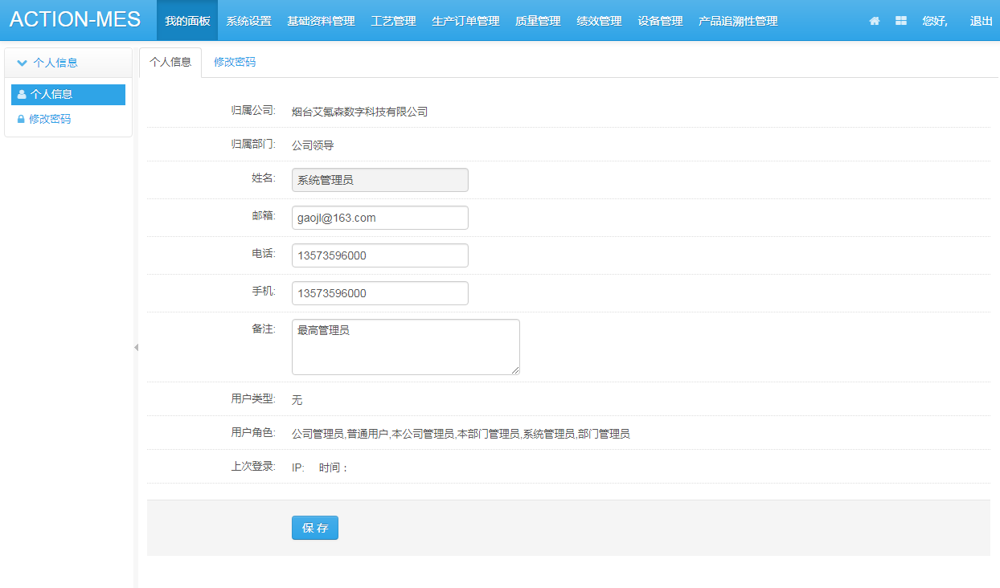 ACTION-MES 我的面板 系统设置 基础资料管理 工艺管理 生产订单管理 质量管理 绩效管理 设备管理 产品追溯性管理 您好, 退出
个人信息
个人信息
修改密码
个人信息 修改密码
归属公司: 烟台艾氪森数字科技有限公司
归属部门: 公司领导
姓名: 系统管理员
邮箱: gaojl@163.com
电话: 13573596000
手机: 13573596000
备注: 最高管理员
用户类型: 无
用户角色: 公司管理员,普通用户,本公司管理员,本部门管理员,系统管理员,部门管理员
上次登录: IP: 时间：
保 存